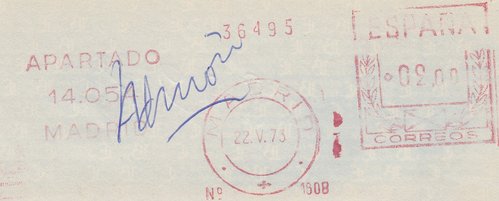 36495
ESPAÑA
APARTADO
02,00
14.05
MADRID
MADRID
22.V.73
CORREOS
Nº 1608